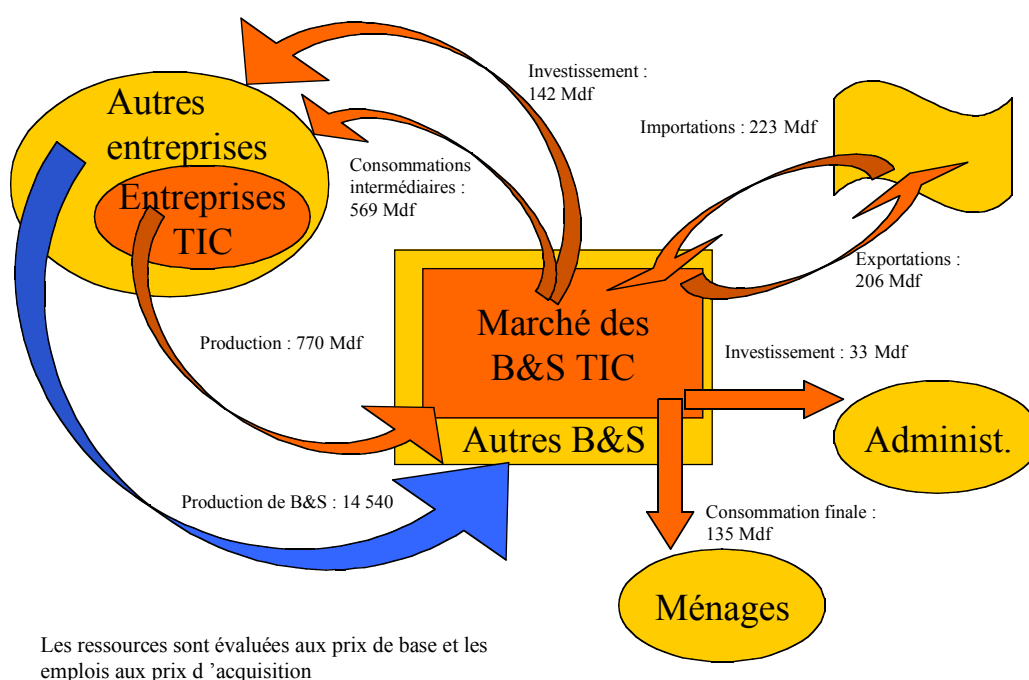 Investissement :
142 Mdf
Autres
entreprises
Importations : 223 Mdf
Consommations
intermédiaires :
569 Mdf
Entreprises
TIC
Exportations :
206 Mdf
Marché des
B&S TIC
Production : 770 Mdf
Investissement : 33 Mdf
Autres B&S
Administ.
Production de B&S : 14 540
Consommation finale :
135 Mdf
Ménages
Les ressources sont évaluées aux prix de base et les
emplois aux prix d ’acquisition